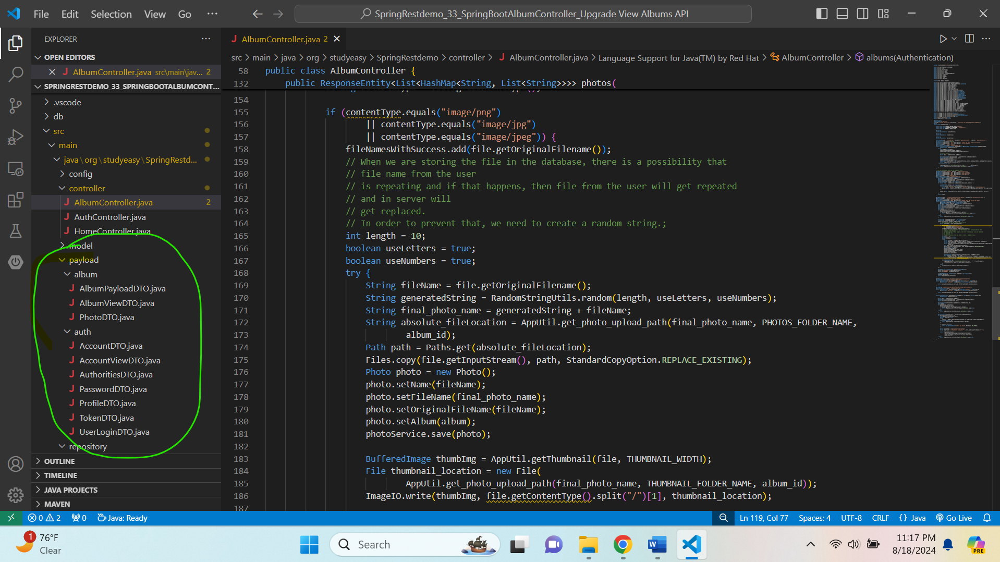 File Edit Selection View Go ···
SpringRestdemo_33_SpringBootAlbumController_Upgrade View Albums API
EXPLORER
OPEN EDITORS
AlbumController.java src\main\jav... 2
SPRINGRESTDEMO_33_SPRINGBOOTALBUMCONT...
.vscode
db
src
main
java\org\studyeasy\SpringRestd...
config
controller
AlbumController.java 2
AuthController.java
HomeController.java
model
payload
album
AlbumPayloadDTO.java
AlbumViewDTO.java
PhotoDTO.java
auth
AccountDTO.java
AccountViewDTO.java
AuthoritiesDTO.java
PasswordDTO.java
ProfileDTO.java
TokenDTO.java
UserLoginDTO.java
repository
OUTLINE
TIMELINE
JAVA PROJECTS
MAVEN
AlbumController.java 2
src > main > java > org > studyeasy > SpringRestdemo > controller > AlbumController.java > Language Support for Java(TM) by Red Hat > AlbumController > albums(Authentication)
58 public class AlbumController {
132 public ResponseEntity<List<HashMap<String, List<String>>>> photos(
154
155 if (contentType.equals("image/png")
156 || contentType.equals("image/jpg")
157 || contentType.equals("image/jpeg")) {
158 fileNamesWithSuccess.add(file.getOriginalFilename());
159 // When we are storing the file in the database, there is a possibility that
160 // file name from the user
161 // is repeating and if that happens, then file from the user will get repeated
162 // and in server will
163 // get replaced.
164 // In order to prevent that, we need to create a random string.;
165 int length = 10;
166 boolean useLetters = true;
167 boolean useNumbers = true;
168 try {
169 String fileName = file.getOriginalFilename();
170 String generatedString = RandomStringUtils.random(length, useLetters, useNumbers);
171 String final_photo_name = generatedString + fileName;
172 String absolute_fileLocation = AppUtil.get_photo_upload_path(final_photo_name, PHOTOS_FOLDER_NAME,
173 album_id);
174 Path path = Paths.get(absolute_fileLocation);
175 Files.copy(file.getInputStream(), path, StandardCopyOption.REPLACE_EXISTING);
176 Photo photo = new Photo();
177 photo.setName(fileName);
178 photo.setFileName(final_photo_name);
179 photo.setOriginalFileName(fileName);
180 photo.setAlbum(album);
181 photoService.save(photo);
182
183 BufferedImage thumbImg = AppUtil.getThumbnail(file, THUMBNAIL_WIDTH);
184 File thumbnail_location = new File(
185 AppUtil.get_photo_upload_path(final_photo_name, THUMBNAIL_FOLDER_NAME, album_id));
186 ImageIO.write(thumbImg, file.getContentType().split("/")[1], thumbnail_location);
187
0 2 0 Java: Ready
Ln 119, Col 77 Spaces: 4 UTF-8 CRLF {} Java Go Live
1 76°F
Clear
Search
11:17 PM
8/18/2024
PRE